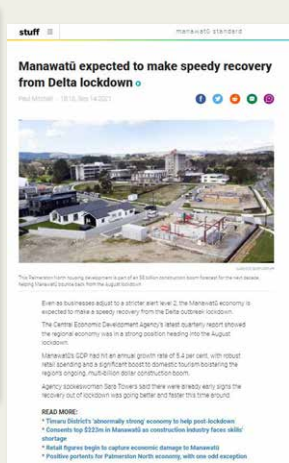 stuff
manawatū standard
Manawatū expected to make speedy recovery
from Delta lockdown
Paul Mitchell · 18:18, Sep 14 2021
This Palmerston North housing development is part of an $8 billion construction boom forecast for the next decade,
helping Manawatū bounce back from the August lockdown.
Even as businesses adjust to a stricter alert level 2, the Manawatū economy is
expected to make a speedy recovery from the Delta outbreak lockdown.
The Central Economic Development Agency's latest quarterly report showed
the regional economy was in a strong position heading into the August
lockdown.
Manawatū's GDP had hit an annual growth rate of 5.4 per cent, with robust
retail spending and a significant boost to domestic tourism bolstering the
region's ongoing, multi-billion dollar construction boom.
Agency spokeswoman Sara Towers said there were already early signs the
recovery out of lockdown was going better and faster this time around.
READ MORE:
* Timaru District's 'abnormally strong' economy to help post-lockdown
* Consents top $223m in Manawatū as construction industry faces skills'
shortage
* Retail figures begin to capture economic damage to Manawatū
* Positive portents for Palmerston North economy, with one odd exception